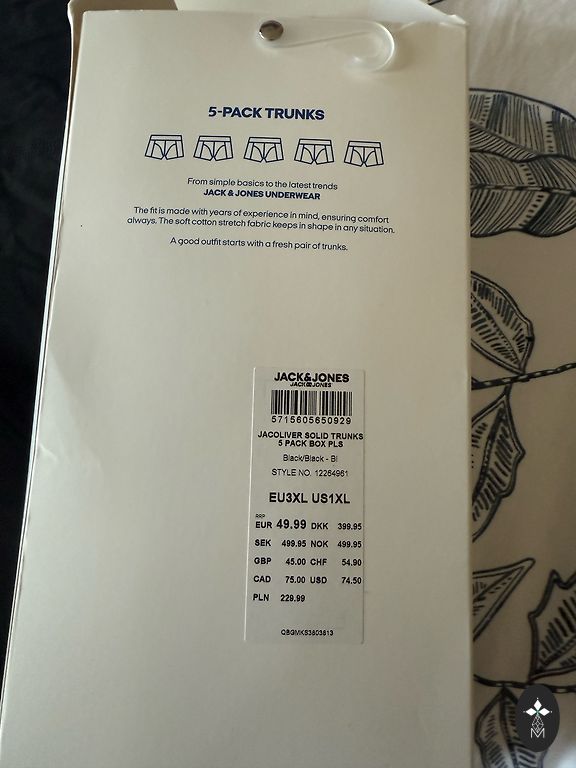 5-PACK TRUNKS
From simple basics to the latest trends
JACK & JONES UNDERWEAR
The fit is made with years of experience in mind, ensuring comfort
always. The soft cotton stretch fabric keeps in shape in any situation.
A good outfit starts with a fresh pair of trunks.
JACK&JONES
JACK&JONES
5715605650929
JACOLIVER SOLID TRUNKS
5 PACK BOX PLS
Black/Black - Bl
STYLE NO. 12264961
EU3XL US1XL
RRP
EUR 49.99 DKK 399.95
SEK 499.95 NOK 499.95
GBP 45.00 CHF 54.90
CAD 75.00 USD 74.50
PLN 229.99
QBGMKS3803813
M